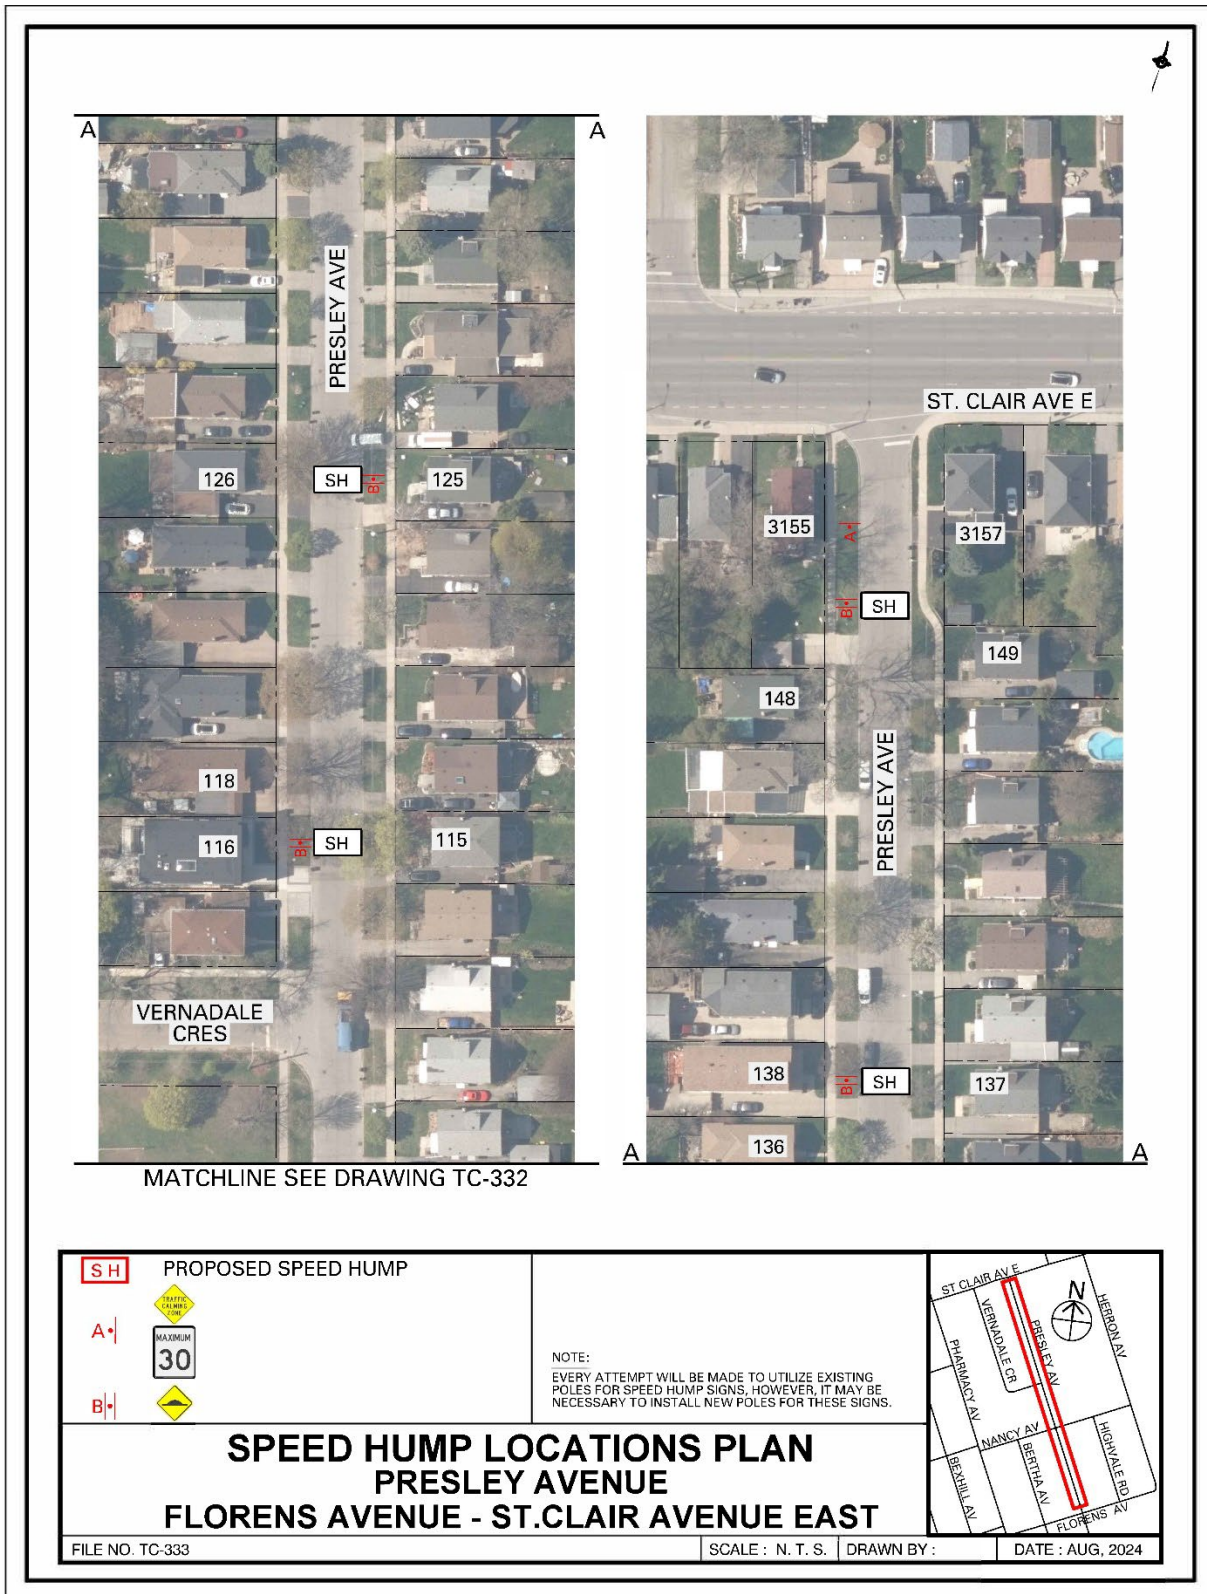 A
A
PRESLEY AVE
126
SH
B
125
118
116
B
SH
115
VERNADALE
CRES
MATCHLINE SEE DRAWING TC-332
ST. CLAIR AVE E
3155
A
3157
B
SH
149
148
PRESLEY AVE
138
B
SH
137
136
A
A
SH
PROPOSED SPEED HUMP
TRAFFIC
CALMING
ZONE
A
MAXIMUM
30
B
NOTE:
EVERY ATTEMPT WILL BE MADE TO UTILIZE EXISTING
POLES FOR SPEED HUMP SIGNS, HOWEVER, IT MAY BE
NECESSARY TO INSTALL NEW POLES FOR THESE SIGNS.
ST CLAIR AV E
N
VERNADALE CR
PRESLEY AV
HERRON AV
PHARMACY AV
NANCY AV
BEXHILL AV
BERTHA AV
HIGHVALE RD
FLORENS AV
SPEED HUMP LOCATIONS PLAN
PRESLEY AVENUE
FLORENS AVENUE - ST.CLAIR AVENUE EAST
FILE NO. TC-333
SCALE : N. T. S.
DRAWN BY :
DATE : AUG, 2024